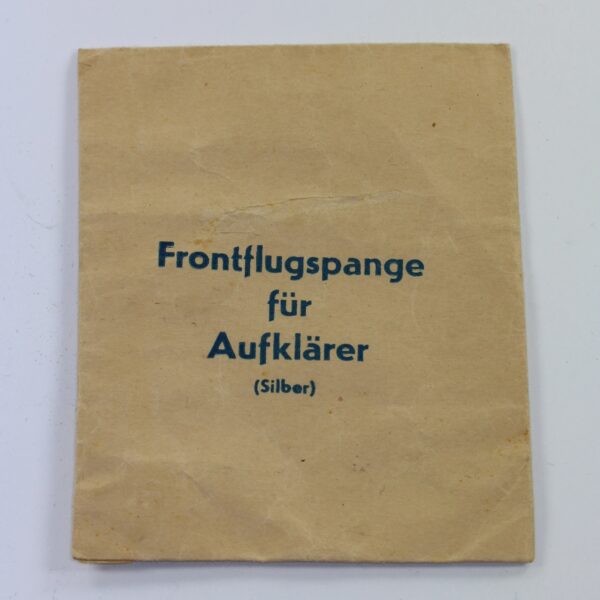 Frontflugspange
für
Aufklärer
(Silber)